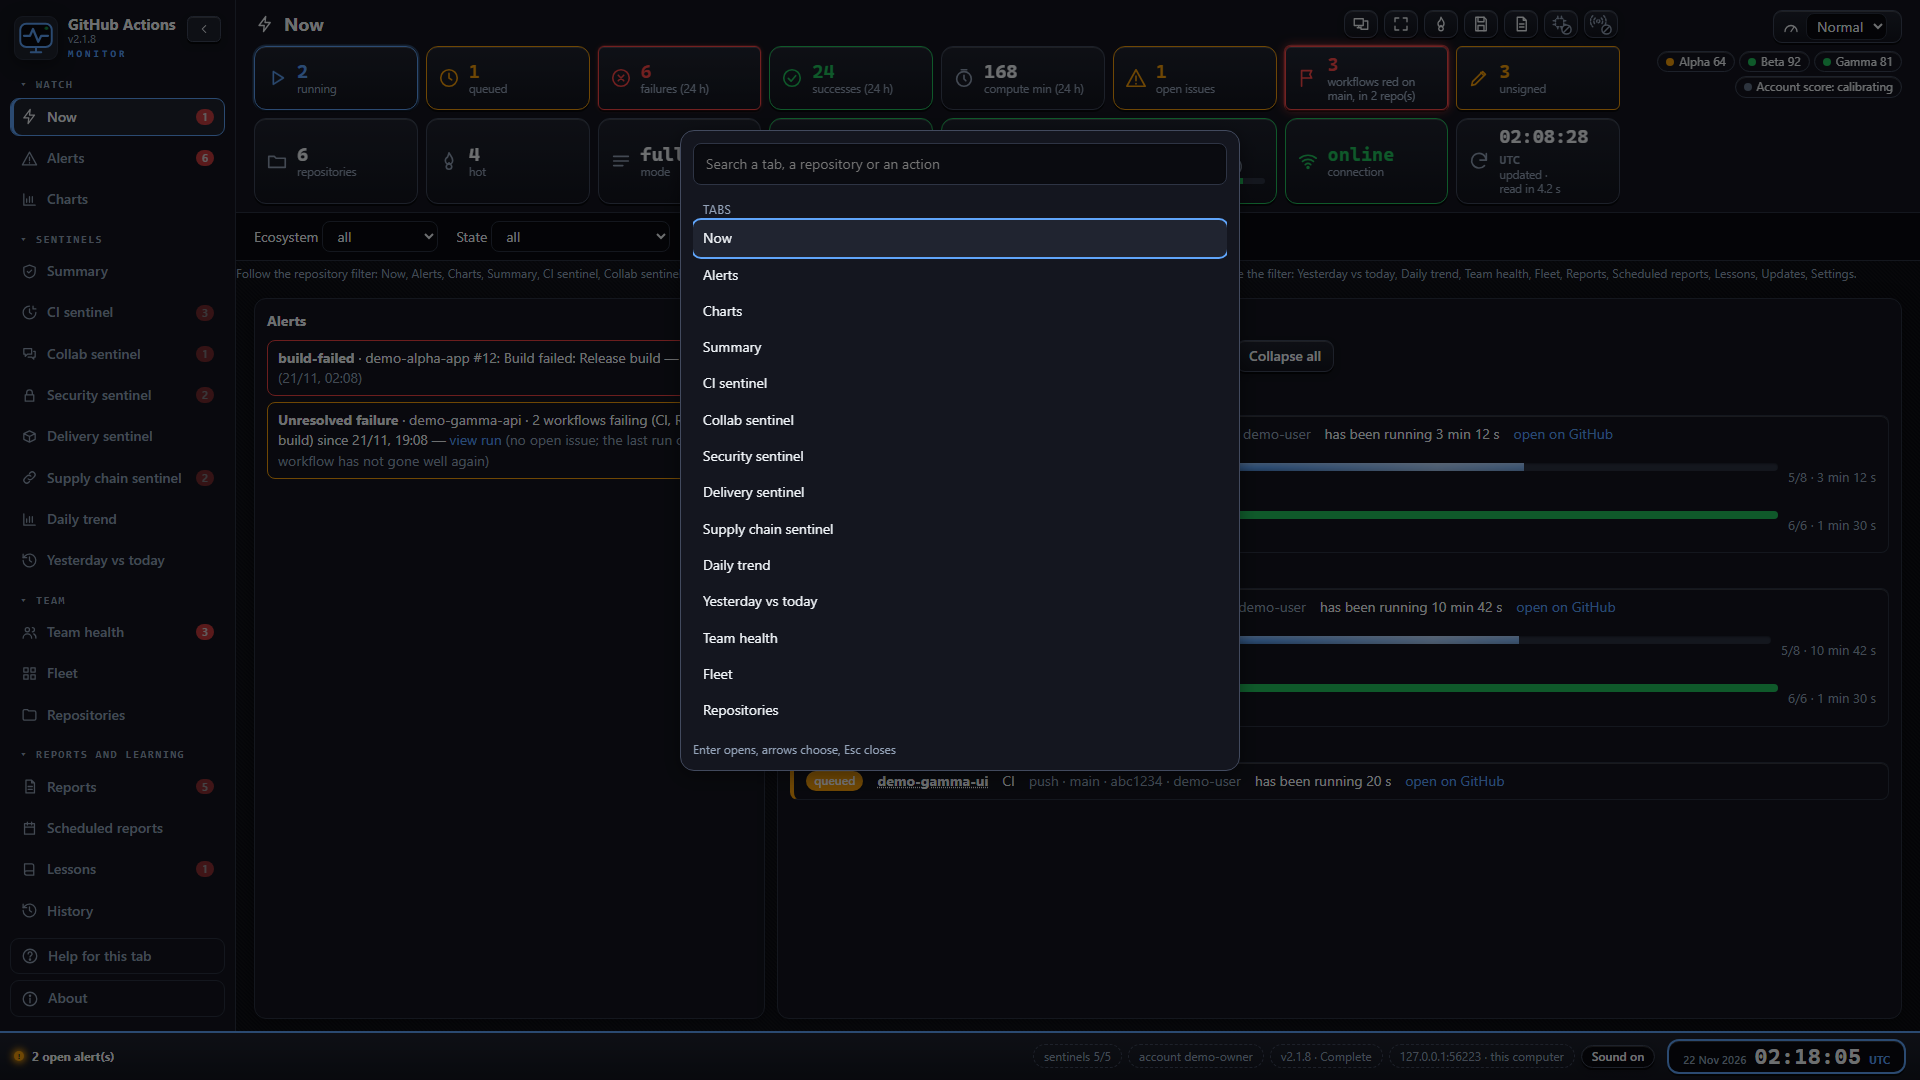 GitHub Actions
v2.1.8
MONITOR
WATCH
Now 1
Alerts 6
Charts
SENTINELS
Summary
CI sentinel 3
Collab sentinel 1
Security sentinel 2
Delivery sentinel
Supply chain sentinel 2
Daily trend
Yesterday vs today
TEAM
Team health 3
Fleet
Repositories
REPORTS AND LEARNING
Reports 5
Scheduled reports
Lessons 1
History
Help for this tab
About
Now
Normal
2
running
1
queued
6
failures (24 h)
24
successes (24 h)
168
compute min (24 h)
1
open issues
3
workflows red on
main, in 2 repo(s)
3
unsigned
Alpha 64
Beta 92
Gamma 81
Account score: calibrating
6
repositories
4
hot
full
mode
online
connection
02:08:28
UTC
updated ·
read in 4.2 s
Ecosystem all
State all
Follow the repository filter: Now, Alerts, Charts, Summary, CI sentinel, Collab sentine
e the filter: Yesterday vs today, Daily trend, Team health, Fleet, Reports, Scheduled reports, Lessons, Updates, Settings.
Alerts
build-failed · demo-alpha-app #12: Build failed: Release build —
(21/11, 02:08)
Unresolved failure · demo-gamma-api · 2 workflows failing (CI,
build) since 21/11, 19:08 — view run (no open issue; the last run
workflow has not gone well again)
Search a tab, a repository or an action
TABS
Now
Alerts
Charts
Summary
CI sentinel
Collab sentinel
Security sentinel
Delivery sentinel
Supply chain sentinel
Daily trend
Yesterday vs today
Team health
Fleet
Repositories
Enter opens, arrows choose, Esc closes
Collapse all
demo-user has been running 3 min 12 s open on GitHub
5/8 · 3 min 12 s
6/6 · 1 min 30 s
demo-user has been running 10 min 42 s open on GitHub
5/8 · 10 min 42 s
6/6 · 1 min 30 s
queued demo-gamma-ui CI push · main · abc1234 · demo-user has been running 20 s open on GitHub
2 open alert(s)
sentinels 5/5
account demo-owner
v2.1.8 · Complete
127.0.0.1:56223 · this computer
Sound on
22 Nov 2026 02:18:05 UTC